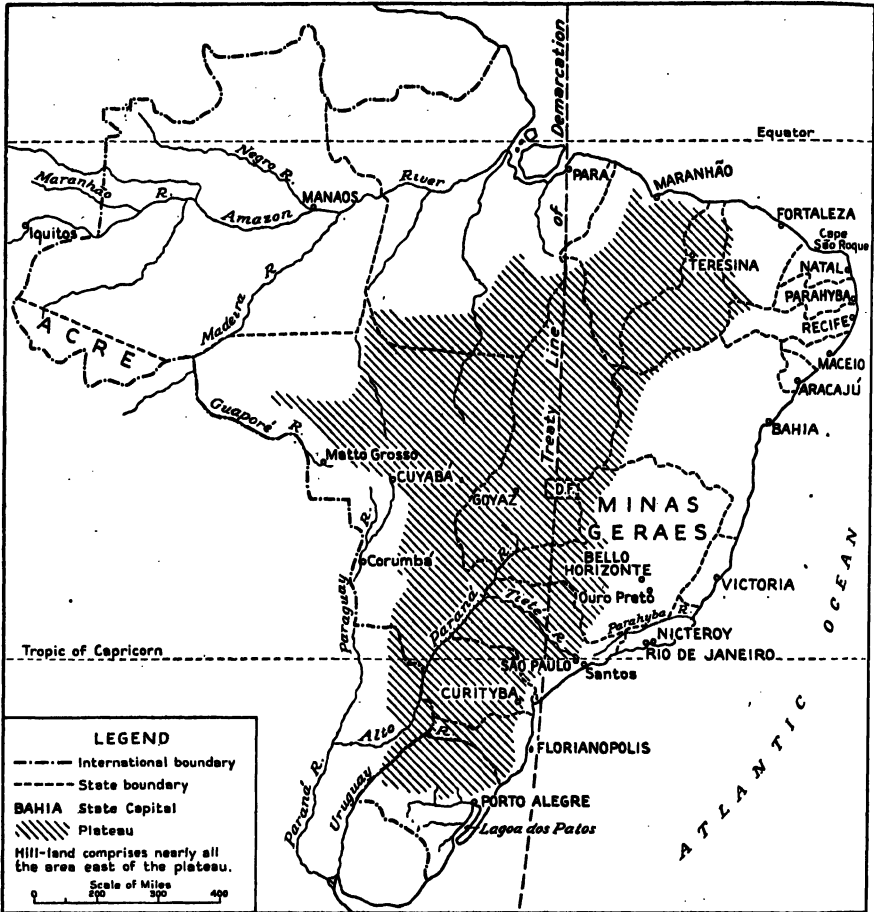 Treaty Line of Demarcation
Equator
Negro R.
Maranhão R.
MANAOS
Amazon River
Iquitos
PARA
MARANHÃO
FORTALEZA
Cape
São Roque
TERESINA
NATAL
PARAHYBA
RECIFE
MACEIO
ARACAJÚ
BAHIA
ACRE
Madeira R.
Guaporé R.
Matto Grosso
CUYABÁ
GOYAZ
D.F.
MINAS
GERAES
BELLO
HORIZONTE
Ouro Preto
VICTORIA
Corumbá
Paraguay R.
Paraná R.
Tiete R.
Parahyba R.
NICTEROY
RIO DE JANEIRO
Tropic of Capricorn
SÃO PAULO
Santos
CURITYBA
Alto
FLORIANOPOLIS
Uruguay R.
Paraná R.
PORTO ALEGRE
Lagoa dos Patos
ATLANTIC OCEAN
LEGEND
International boundary
State boundary
BAHIA State Capital
Plateau
Hill-land comprises nearly all
the area east of the plateau.
Scale of Miles
0 200 400